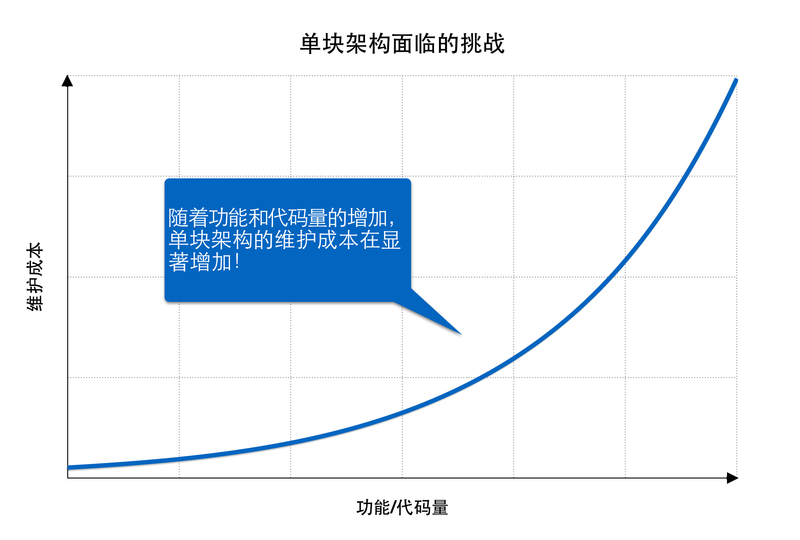 单块架构面临的挑战
随着功能和代码量的增加，
单块架构的维护成本在显
著增加！
维护成本
功能/代码量